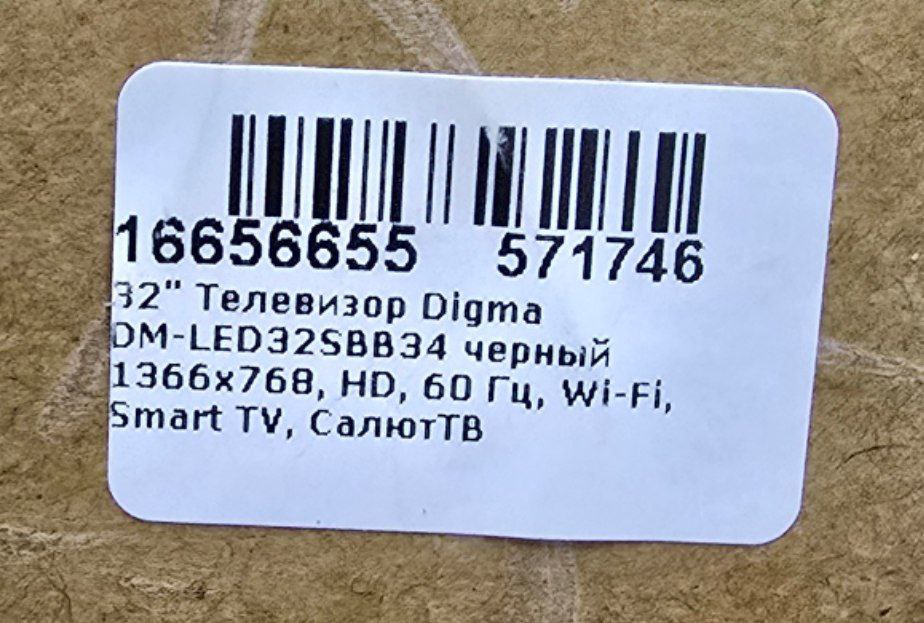 16656655 571746
32" Телевизор Digma
DM-LED32SBB34 черный
1366x768, HD, 60 Гц, Wi-Fi,
Smart TV, СалютТВ